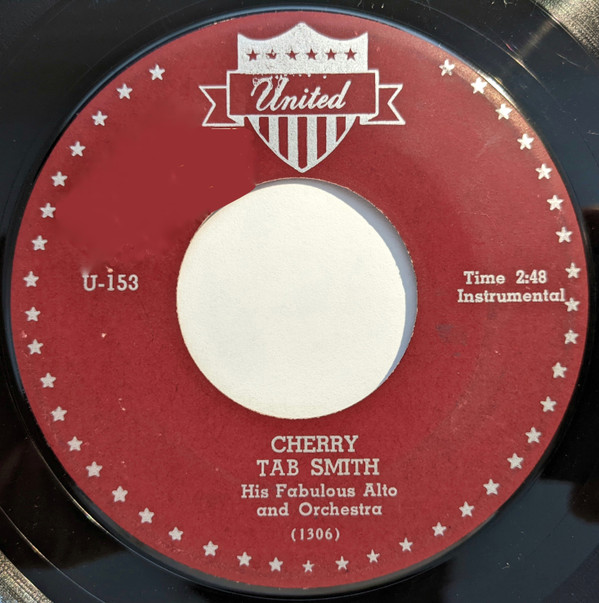 United
U-153
Time 2:48
Instrumental
CHERRY
TAB SMITH
His Fabulous Alto
and Orchestra
(1306)